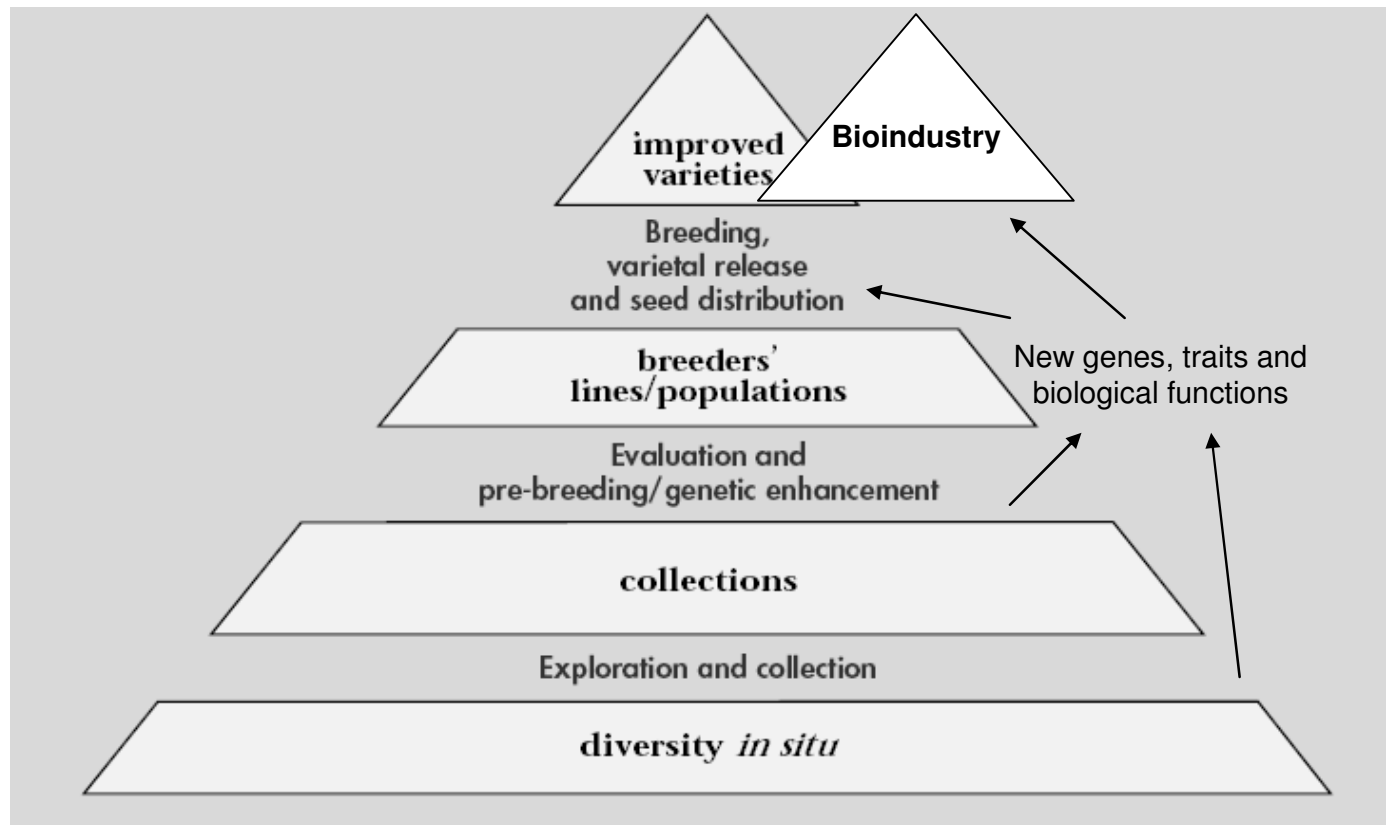 improved
varieties
Bioindustry
Breeding,
varietal release
and seed distribution
breeders'
lines/populations
New genes, traits and
biological functions
Evaluation and
pre-breeding/genetic enhancement
collections
Exploration and collection
diversity in situ